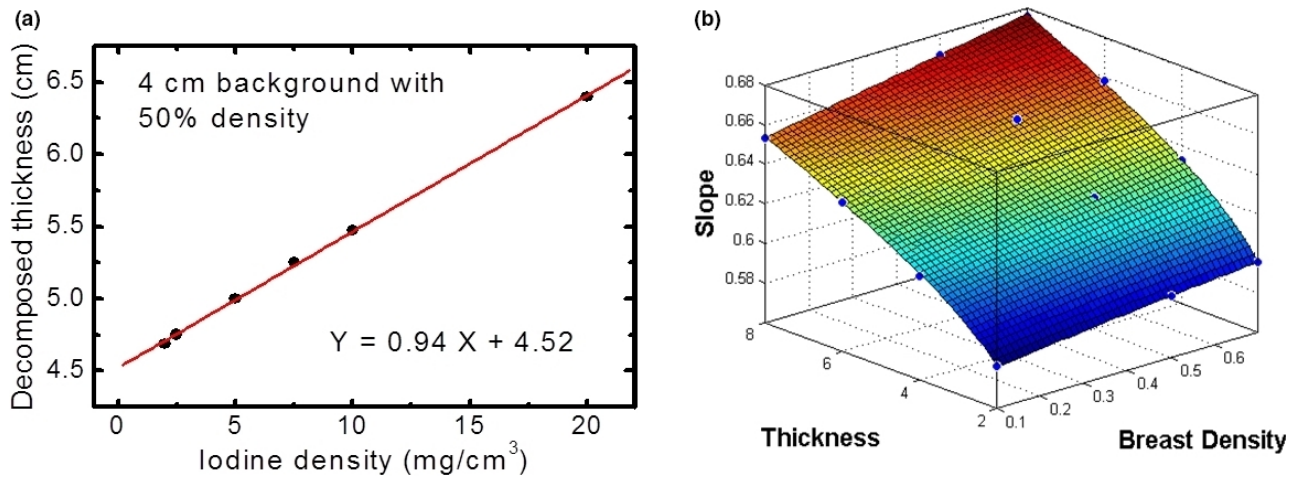 (a)
Decomposed thickness (cm)
6.5
6.0
5.5
5.0
4.5
4 cm background with
50% density
Y = 0.94 X + 4.52
0 5 10 15 20
Iodine density (mg/cm³)
(b)
Slope
0.68
0.66
0.64
0.62
0.6
0.58
8
6
4
2
Thickness
0.1
0.2
0.3
0.4
0.5
0.6
Breast Density